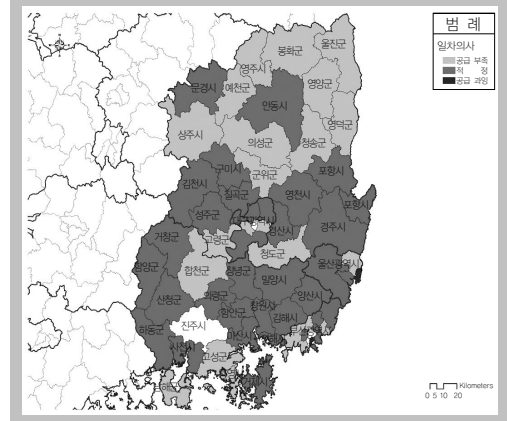 범 례
일차의사
공급 부족
적 정
공급 과잉
울진군
봉화군
영주시
문경시
예천군
영양군
안동시
영덕군
상주시
의성군
청송군
구미시
군위군
포항시
김천시
칠곡군
영천시
포항시
성주군
경산시
경주시
거창군
고령군
청도군
울산광역시
함양군
합천군
창녕군
밀양시
산청군
의령군
양산시
창원시
함안군
김해시
진주시
하동군
마산시
고성군
Kilometers
0 5 10 20